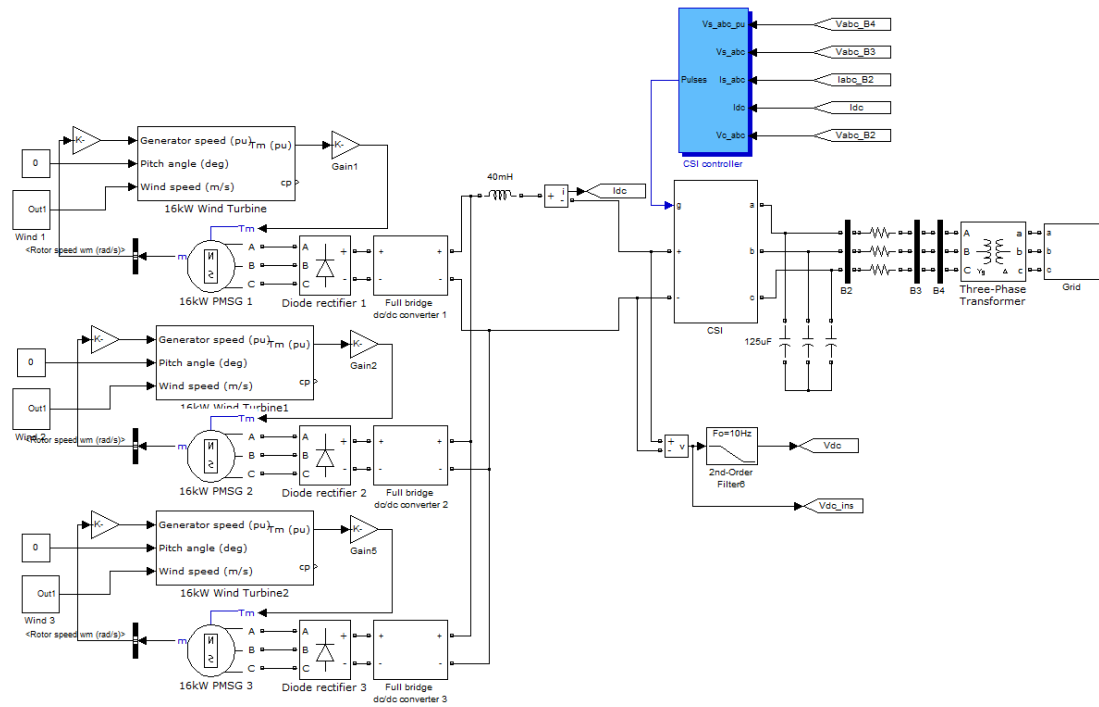 Vs_abc_pu
Vs_abc
Pulses
Is_abc
Idc
Vc_abc
CSI controller
Vabc_B4
Vabc_B3
Iabc_B2
Idc
Vabc_B2
K-
Generator speed (pu)
Tm (pu)
Pitch angle (deg)
Wind speed (m/s)
cp
16kW Wind Turbine
K-
Gain1
0
Out1
Wind 1
<Rotor speed wm (rad/s)>
Tm
m
N
S
A
B
C
16kW PMSG 1
A
B
C
+
-
Diode rectifier 1
+
-
+
-
Full bridge
dc/dc converter 1
40mH
+
-
i
Idc
g
+
-
a
b
c
CSI
125uF
B2
B3
B4
A
B
C
a
b
c
Yg
Δ
Three-Phase
Transformer
a
b
c
Grid
K-
Generator speed (pu)
Tm (pu)
Pitch angle (deg)
Wind speed (m/s)
cp
16kW Wind Turbine1
K-
Gain2
0
Out1
Wind 2
<Rotor speed wm (rad/s)>
Tm
m
N
S
A
B
C
16kW PMSG 2
A
B
C
+
-
Diode rectifier 2
+
-
+
-
Full bridge
dc/dc converter 2
+
-
v
Fo=10Hz
2nd-Order
Filter6
Vdc
Vdc_ins
K-
Generator speed (pu)
Tm (pu)
Pitch angle (deg)
Wind speed (m/s)
cp
16kW Wind Turbine2
K-
Gain5
0
Out1
Wind 3
<Rotor speed wm (rad/s)>
Tm
m
N
S
A
B
C
16kW PMSG 3
A
B
C
+
-
Diode rectifier 3
+
-
+
-
Full bridge
dc/dc converter 3